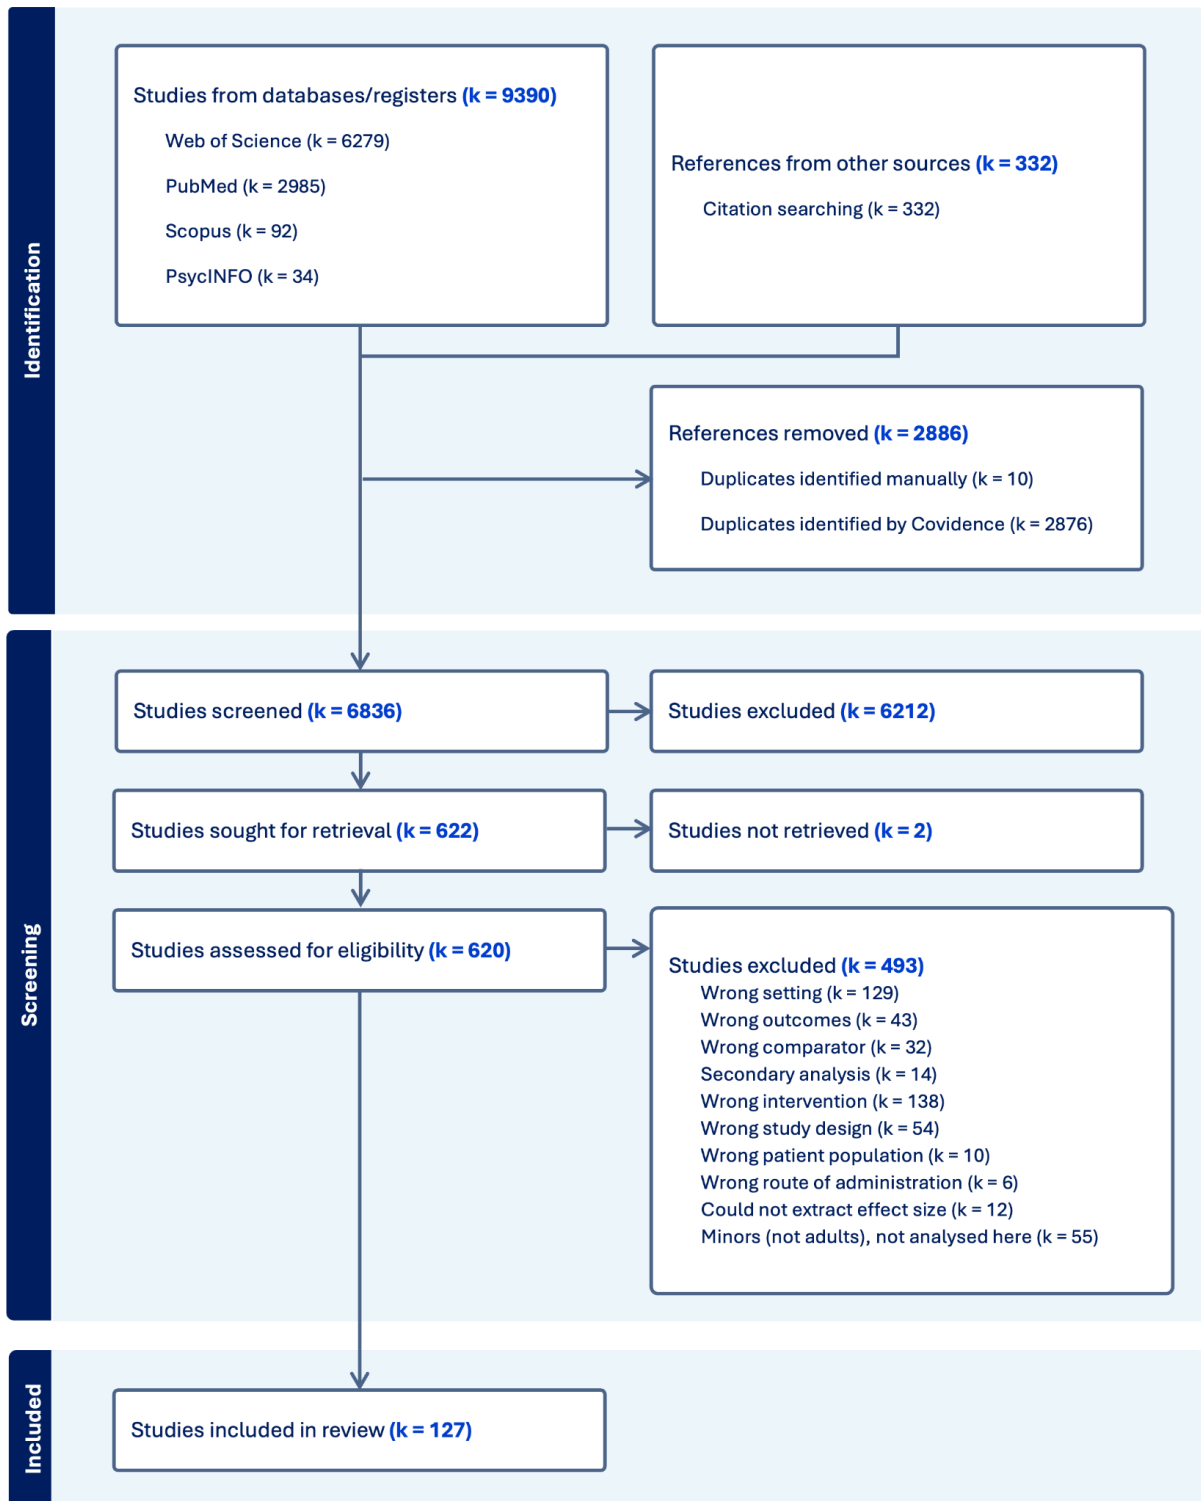 Identification
Studies from databases/registers (k = 9390)
Web of Science (k = 6279)
PubMed (k = 2985)
Scopus (k = 92)
PsycINFO (k = 34)
References from other sources (k = 332)
Citation searching (k = 332)
References removed (k = 2886)
Duplicates identified manually (k = 10)
Duplicates identified by Covidence (k = 2876)
Screening
Studies screened (k = 6836)
Studies excluded (k = 6212)
Studies sought for retrieval (k = 622)
Studies not retrieved (k = 2)
Studies assessed for eligibility (k = 620)
Studies excluded (k = 493)
Wrong setting (k = 129)
Wrong outcomes (k = 43)
Wrong comparator (k = 32)
Secondary analysis (k = 14)
Wrong intervention (k = 138)
Wrong study design (k = 54)
Wrong patient population (k = 10)
Wrong route of administration (k = 6)
Could not extract effect size (k = 12)
Minors (not adults), not analysed here (k = 55)
Included
Studies included in review (k = 127)